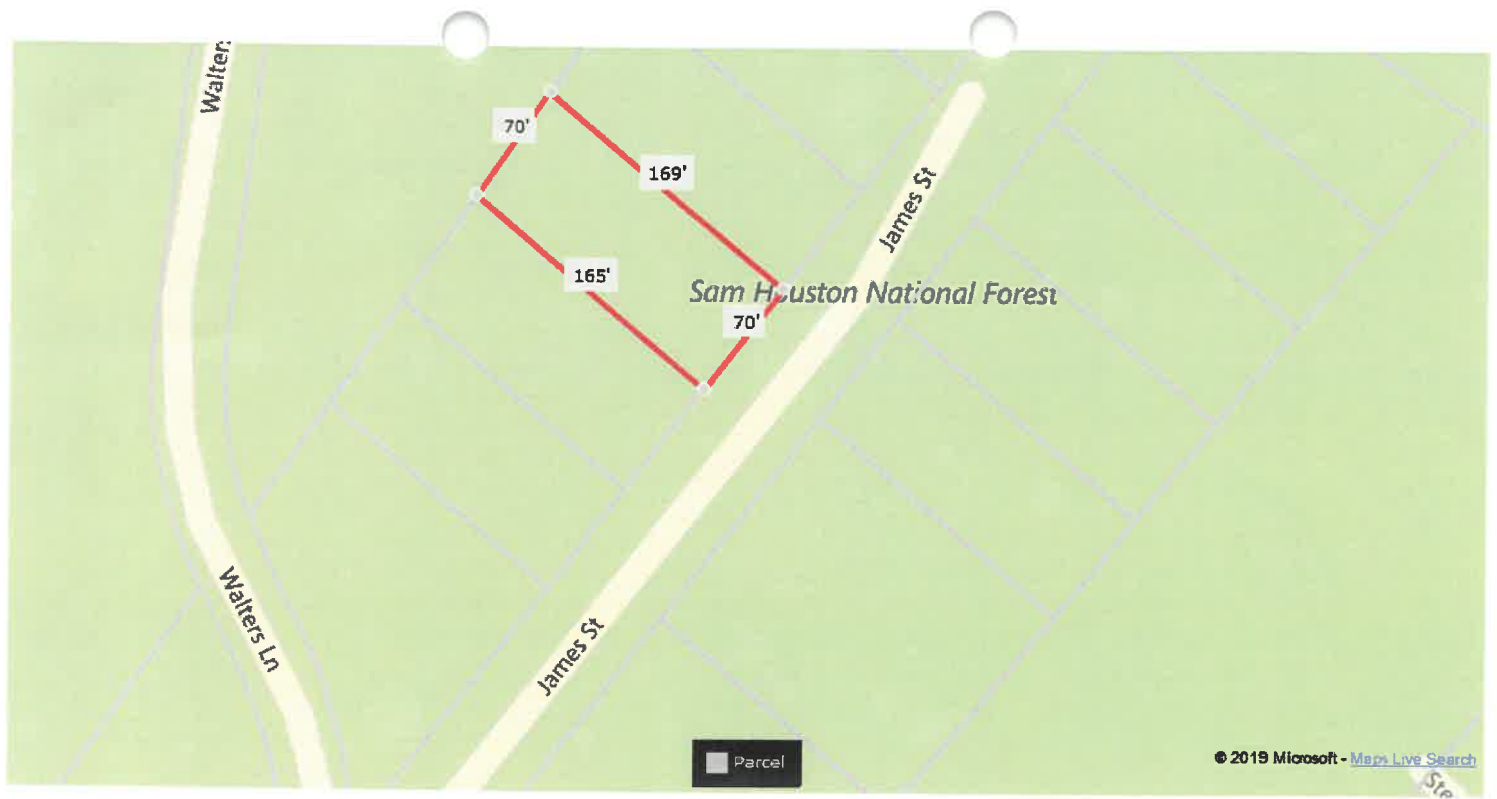 Walters
70'
169'
James St
165'
Sam Houston National Forest
70'
Walters Ln
James St
Parcel
© 2019 Microsoft - Maps Live Search
Ste